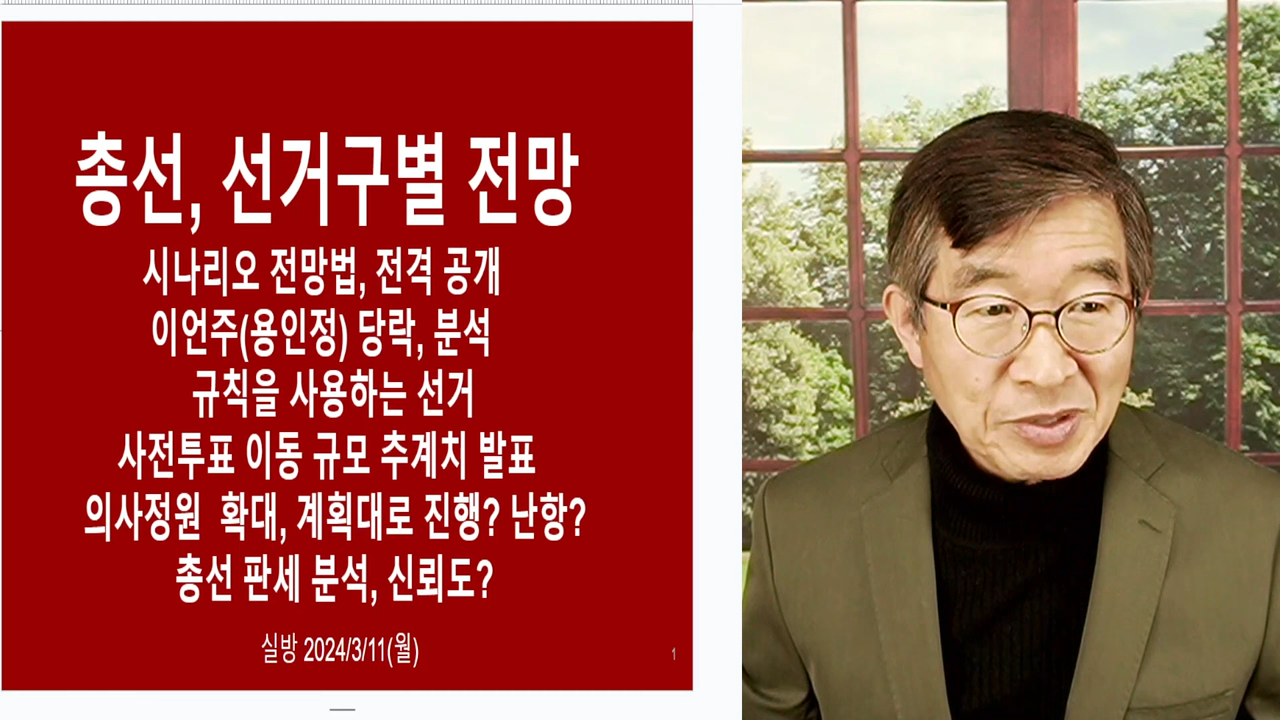 총선, 선거구별 전망
시나리오 전망법, 전격 공개
이언주(용인정) 당락, 분석
규칙을 사용하는 선거
사전투표 이동 규모 추계치 발표
의사정원 확대, 계획대로 진행? 난항?
총선 판세 분석, 신뢰도?
실방 2024/3/11(월)
1